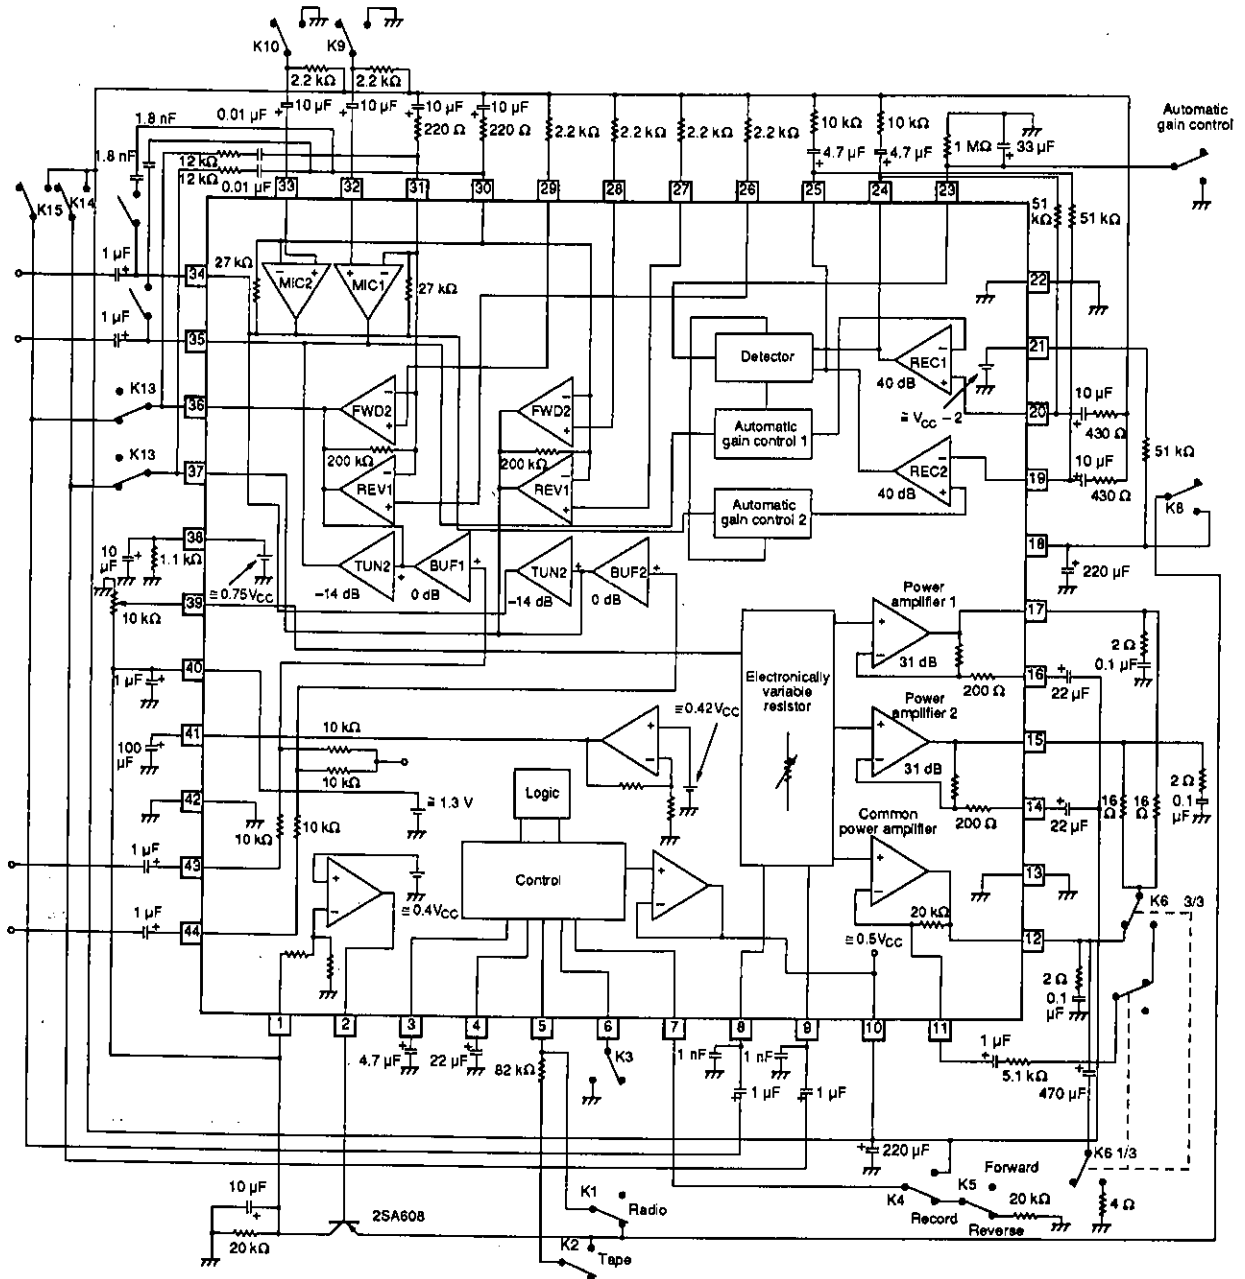 K10
K9
2.2 kΩ
2.2 kΩ
10 µF
10 µF
10 µF
10 µF
0.01 µF
1.8 nF
220 Ω
220 Ω
2.2 kΩ
2.2 kΩ
2.2 kΩ
2.2 kΩ
10 kΩ
10 kΩ
4.7 µF
4.7 µF
1 MΩ
33 µF
Automatic
gain control
1.8 nF
12 kΩ
12 kΩ
0.01 µF
K15
K14
33
32
31
30
29
28
27
26
25
24
23
51
kΩ
51 kΩ
1 µF
34
27 kΩ
MIC2
MIC1
27 kΩ
22
1 µF
35
21
Detector
REC1
40 dB
≅ VCC – 2
K13
36
FWD2
FWD2
Automatic
gain control 1
20
10 µF
430 Ω
51 kΩ
200 kΩ
200 kΩ
K13
37
REV1
REV1
REC2
40 dB
19
10 µF
430 Ω
K8
Automatic
gain control 2
38
10
µF
1.1 kΩ
≅ 0.75VCC
TUN2
–14 dB
BUF1
0 dB
TUN2
–14 dB
BUF2
0 dB
18
220 µF
39
10 kΩ
Power
amplifier 1
31 dB
17
2 Ω
0.1 µF
40
1 µF
Electronically
variable
resistor
200 Ω
16
22 µF
41
100
µF
10 kΩ
10 kΩ
≅ 0.42VCC
Power
amplifier 2
31 dB
15
2 Ω
0.1
µF
16
Ω
16
Ω
42
≅ 1.3 V
Logic
200 Ω
14
22 µF
10 kΩ
10 kΩ
Common
power amplifier
1 µF
43
Control
≅ 0.4VCC
13
1 µF
44
20 kΩ
≅ 0.5VCC
12
K6
3/3
2 Ω
0.1
µF
1
2
3
4
5
6
7
8
9
10
11
4.7 µF
22 µF
82 kΩ
K3
1 nF
1 nF
1 µF
1 µF
1 µF
5.1 kΩ
470 µF
220 µF
K6 1/3
Forward
10 µF
20 kΩ
2SA608
K1
Radio
K2
Tape
K4
Record
K5
Reverse
20 kΩ
4 Ω